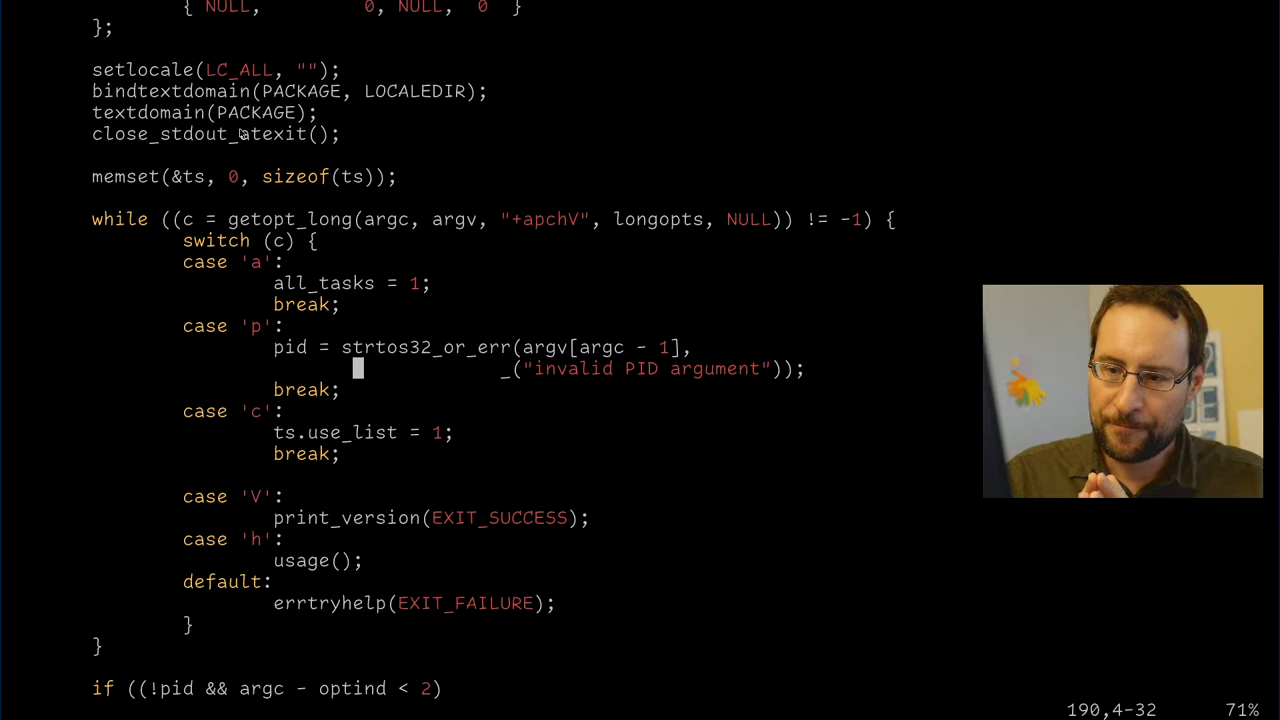 { NULL, 0, NULL, 0 }
};
setlocale(LC_ALL, "");
bindtextdomain(PACKAGE, LOCALEDIR);
textdomain(PACKAGE);
close_stdout_atexit();
memset(&ts, 0, sizeof(ts));
while ((c = getopt_long(argc, argv, "+apchV", longopts, NULL)) != -1) {
switch (c) {
case 'a':
all_tasks = 1;
break;
case 'p':
pid = strtos32_or_err(argv[argc - 1],
_("invalid PID argument"));
break;
case 'c':
ts.use_list = 1;
break;
case 'V':
print_version(EXIT_SUCCESS);
case 'h':
usage();
default:
errtryhelp(EXIT_FAILURE);
}
}
if ((!pid && argc - optind < 2)
190,4-32 71%